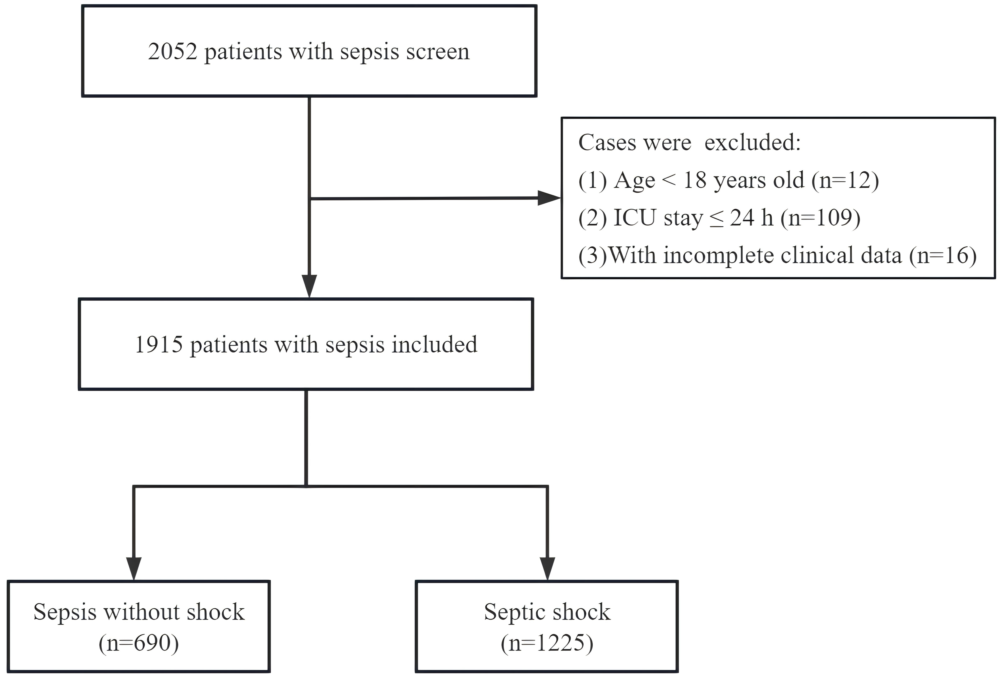 2052 patients with sepsis screen
Cases were excluded:
(1) Age < 18 years old (n=12)
(2) ICU stay ≤ 24 h (n=109)
(3)With incomplete clinical data (n=16)
1915 patients with sepsis included
Sepsis without shock
(n=690)
Septic shock
(n=1225)